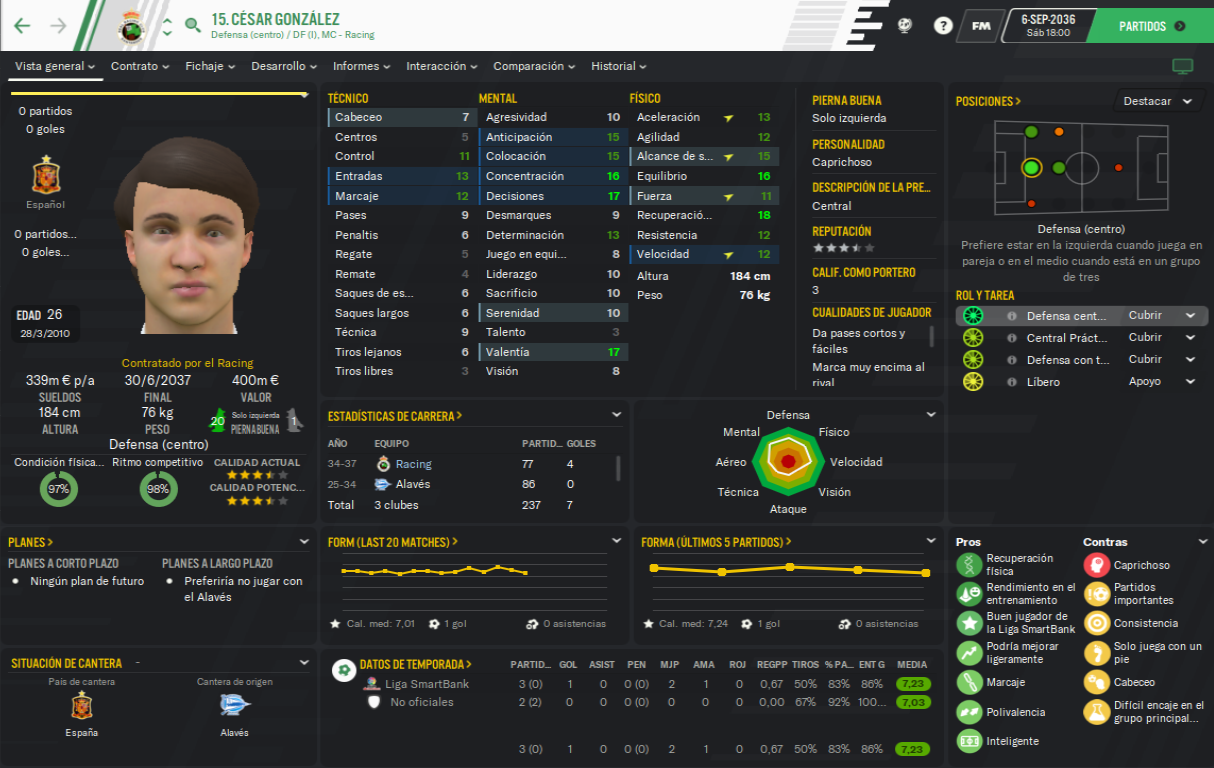 15. CÉSAR GONZÁLEZ
Defensa (centro) / DF (I), MC - Racing
?
FM
6-SEP-2036
Sáb 18:00
PARTIDOS
Vista general
Contrato
Fichaje
Desarrollo
Informes
Interacción
Comparación
Historial
0 partidos
0 goles
Español
0 partidos...
0 goles...
EDAD 26
28/3/2010
Contratado por el Racing
339m € p/a
30/6/2037
400m €
SUELDOS
FINAL
VALOR
184 cm
76 kg
20
Solo izquierda
1
ALTURA
PESO
PIERNA BUENA
Defensa (centro)
Condición física...
Ritmo competitivo
CALIDAD ACTUAL
97%
98%
CALIDAD POTENC...
TÉCNICO
Cabeceo 7
Centros 5
Control 11
Entradas 13
Marcaje 12
Pases 9
Penaltis 6
Regate 5
Remate 4
Saques de es... 6
Saques largos 6
Técnica 9
Tiros lejanos 6
Tiros libres 3
MENTAL
Agresividad 10
Anticipación 15
Colocación 15
Concentración 16
Decisiones 17
Desmarques 9
Determinación 13
Juego en equi... 8
Liderazgo 10
Sacrificio 10
Serenidad 10
Talento 3
Valentía 17
Visión 8
FÍSICO
Aceleración 13
Agilidad 12
Alcance de s... 15
Equilibrio 16
Fuerza 11
Recuperació... 18
Resistencia 12
Velocidad 12
Altura 184 cm
Peso 76 kg
PIERNA BUENA
Solo izquierda
PERSONALIDAD
Caprichoso
DESCRIPCIÓN DE LA PRE...
Central
REPUTACIÓN
CALIF. COMO PORTERO
3
CUALIDADES DE JUGADOR
Da pases cortos y
fáciles
Marca muy encima al
rival
POSICIONES >
Destacar
Defensa (centro)
Prefiere estar en la izquierda cuando juega en
pareja o en el medio cuando está en un grupo
de tres
ROL Y TAREA
Defensa cent... Cubrir
Central Práct... Cubrir
Defensa con t... Cubrir
Líbero Apoyo
ESTADÍSTICAS DE CARRERA >
AÑO EQUIPO PARTID... GOLES
34-37 Racing 77 4
25-34 Alavés 86 0
Total 3 clubes 237 7
Defensa
Mental
Físico
Aéreo
Velocidad
Técnica
Visión
Ataque
PLANES >
PLANES A CORTO PLAZO
• Ningún plan de futuro
PLANES A LARGO PLAZO
• Preferiría no jugar con
el Alavés
FORM (LAST 20 MATCHES) >
Cal. med: 7,01
1 gol
0 asistencias
FORMA (ÚLTIMOS 5 PARTIDOS) >
Cal. med: 7,24
1 gol
0 asistencias
Pros
Recuperación
física
Rendimiento en el
entrenamiento
Buen jugador de
la Liga SmartBank
Podría mejorar
ligeramente
Marcaje
Polivalencia
Inteligente
Contras
Caprichoso
Partidos
importantes
Consistencia
Solo juega con un
pie
Cabeceo
Difícil encaje en el
grupo principal...
SITUACIÓN DE CANTERA -
País de cantera
España
Cantera de origen
Alavés
DATOS DE TEMPORADA >
PARTID... GOL ASIST PEN MJP AMA ROJ REGPP TIROS % PA... ENT G MEDIA
Liga SmartBank 3 (0) 1 0 0 (0) 2 1 0 0,67 50% 83% 86% 7,23
No oficiales 2 (2) 0 0 0 (0) 0 0 0 0,00 67% 92% 100... 7,03
3 (0) 1 0 0 (0) 2 1 0 0,67 50% 83% 86% 7,23